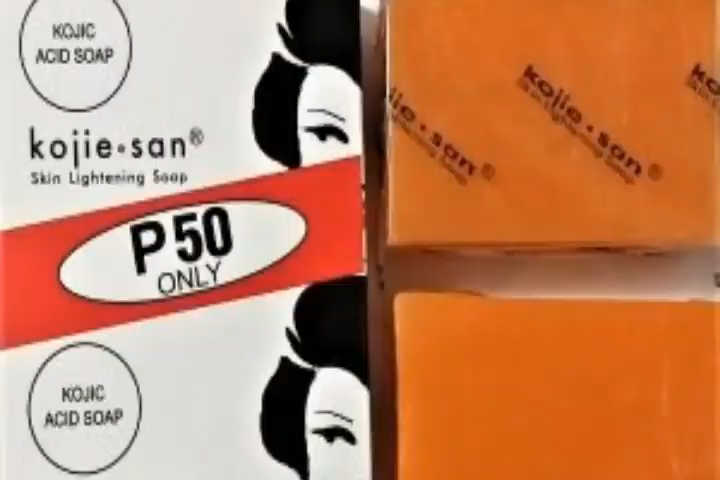 KOJIC
ACID SOAP
kojie•san®
Skin Lightening Soap
P50
ONLY
KOJIC
ACID SOAP
kojie•san®
Skin Lightening Soap
san®